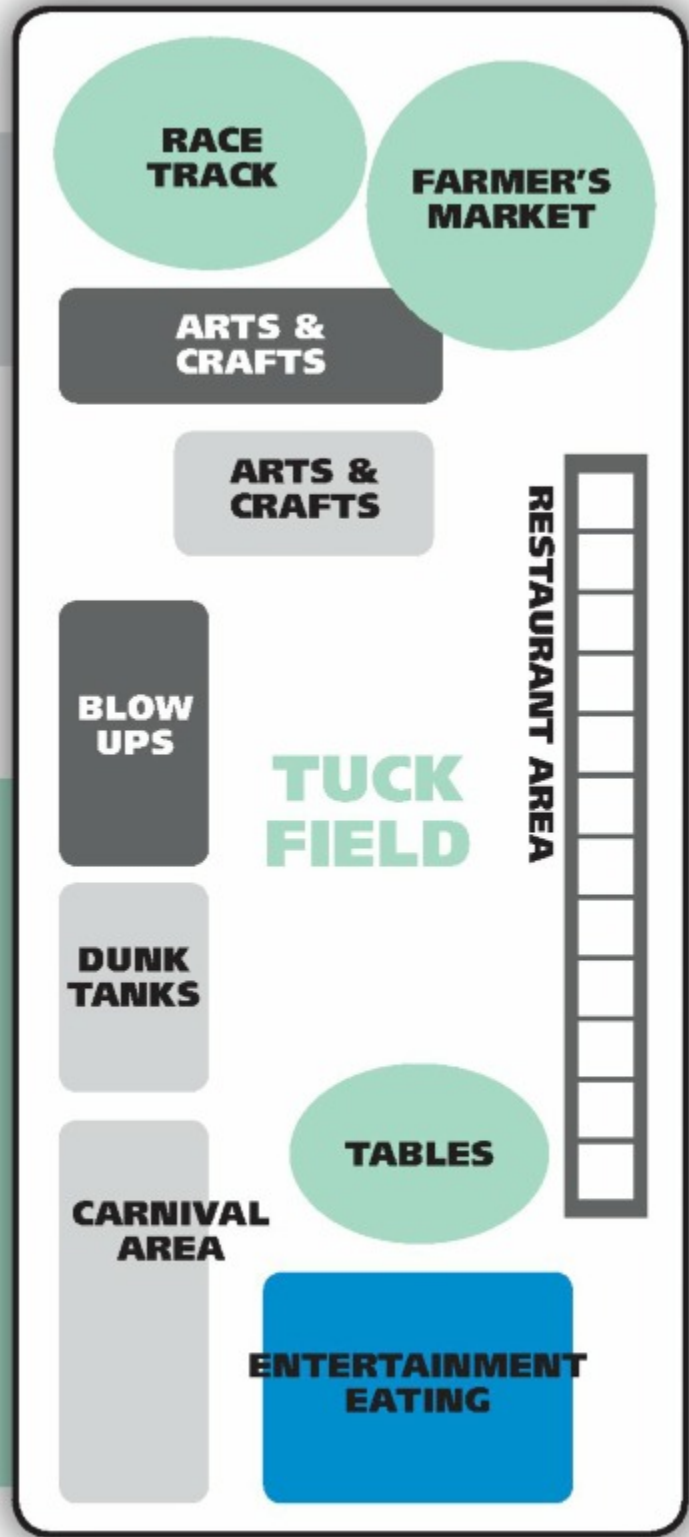 RACE
TRACK
FARMER'S
MARKET
ARTS &
CRAFTS
ARTS &
CRAFTS
RESTAURANT AREA
BLOW
UPS
TUCK
FIELD
DUNK
TANKS
TABLES
CARNIVAL
AREA
ENTERTAINMENT
EATING